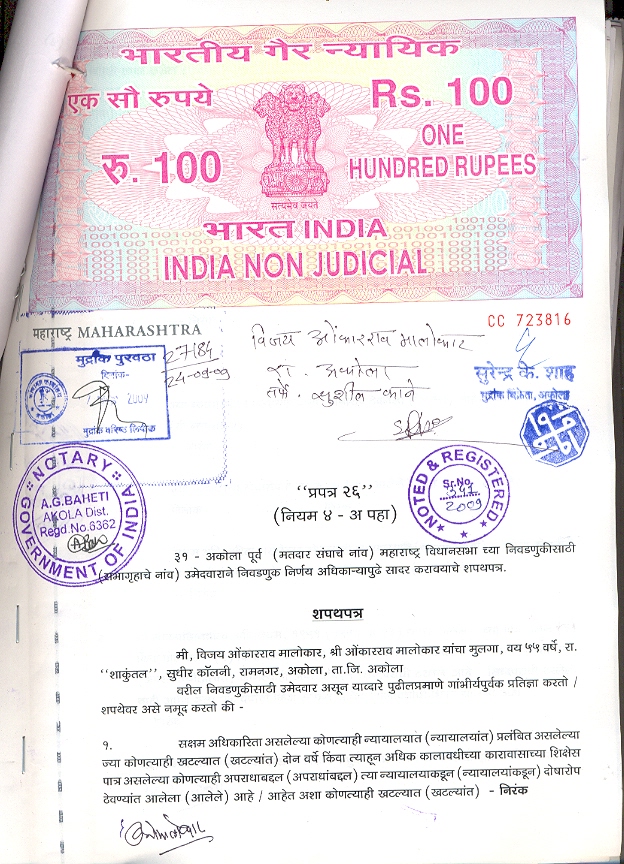 भारतीय गैर न्यायिक
एक सौ रुपये
Rs. 100
रु. 100
ONE
HUNDRED RUPEES
सत्यमेव जयते
भारत INDIA
INDIA NON JUDICIAL
महाराष्ट्र MAHARASHTRA
CC 723816
मुद्रांक पुरवठा
दिनांक-
2009
मुद्रांक वरिष्ठ लिपीक
27184
विजय ओंकारराव मालोकार
रा. अकोला
तर्फे. सुशील काने
सुरेन्द्र के. शाह
मुद्रांक विक्रेता, अकोला
NOTARY
A.G.BAHETI
AKOLA Dist.
Regd.No.6362
GOVERNMENT OF INDIA
NOTED & REGISTERED
Sr.No.
2009
"प्रपत्र २६"
(नियम ४ - अ पहा)
३१ - अकोला पूर्व (मतदार संघाचे नांव) महाराष्ट्र विधानसभा च्या निवडणुकीसाठी
(सभागृहाचे नांव) उमेदवाराने निवडणुक निर्णय अधिकाऱ्यापुढे सादर करावयाचे शपथपत्र.
शपथपत्र
मी, विजय ओंकारराव मालोकार, श्री ओंकारराव मालोकार यांचा मुलगा, वय ५५ वर्षे, रा.
"शाकुंतल", सुधीर कॉलनी, रामनगर, अकोला, ता.जि. अकोला
वरील निवडणुकीसाठी उमेदवार असून याव्दारे पुढीलप्रमाणे गांभीर्यपुर्वक प्रतिज्ञा करतो /
शपथेवर असे नमूद करतो की -
१. सक्षम अधिकारिता असलेल्या कोणत्याही न्यायालयात (न्यायालयांत) प्रलंबित असलेल्या
ज्या कोणत्याही खटल्यात (खटल्यांत) दोन वर्षे किंवा त्याहून अधिक कालावधीच्या कारावासाच्या शिक्षेस
पात्र असलेल्या कोणत्याही अपराधाबद्दल (अपराधांबद्दल) त्या न्यायालयाकडून (न्यायालयांकडून) दोषारोप
ठेवण्यांत आलेला (आलेले) आहे / आहेत अशा कोणत्याही खटल्यात (खटल्यांत) - निरंक